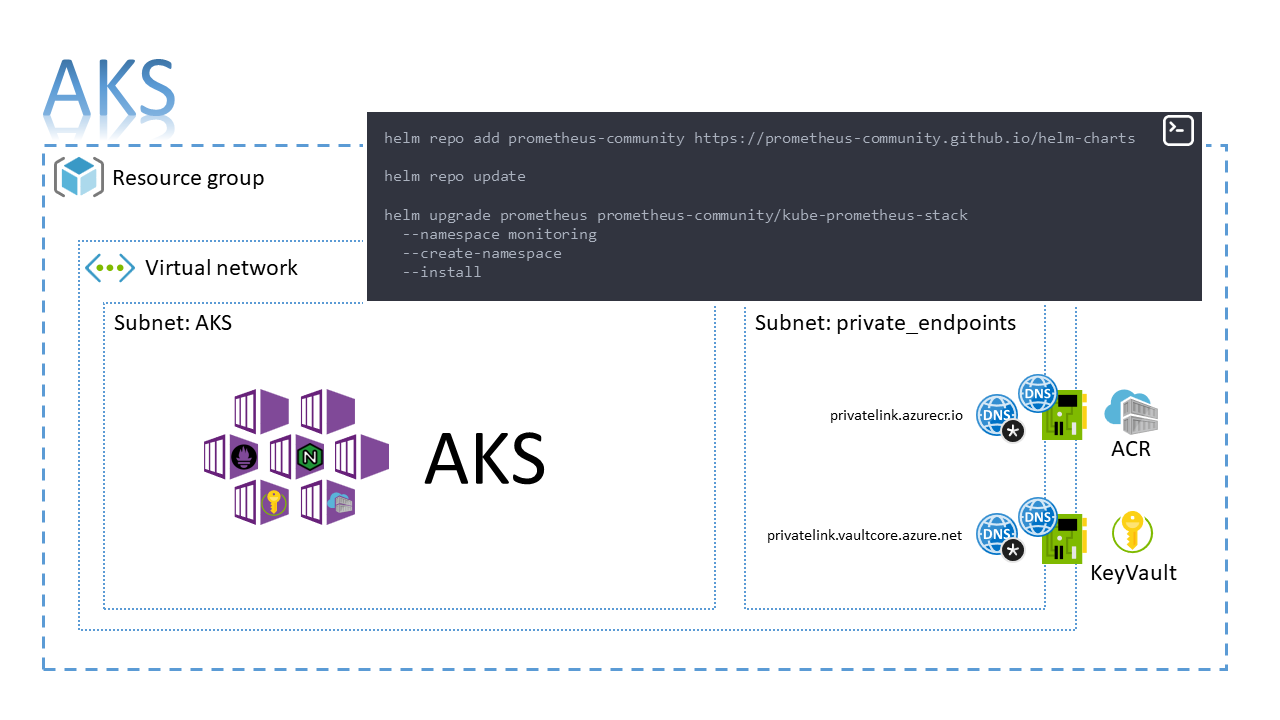 AKS
helm repo add prometheus-community https://prometheus-community.github.io/helm-charts
helm repo update
helm upgrade prometheus prometheus-community/kube-prometheus-stack
--namespace monitoring
--create-namespace
--install
Resource group
Virtual network
Subnet: AKS
Subnet: private_endpoints
AKS
N
privatelink.azurecr.io
DNS
DNS
*
ACR
privatelink.vaultcore.azure.net
DNS
DNS
*
KeyVault